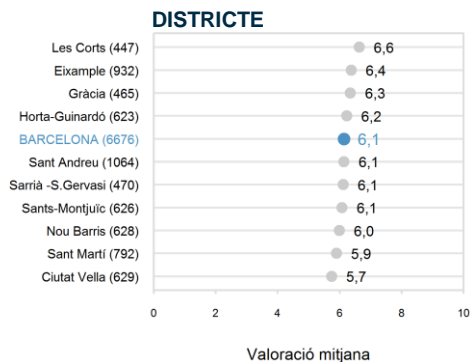 DISTRICTE
Les Corts (447) 6,6
Eixample (932) 6,4
Gràcia (465) 6,3
Horta-Guinardó (623) 6,2
BARCELONA (6676) 6,1
Sant Andreu (1064) 6,1
Sarrià -S.Gervasi (470) 6,1
Sants-Montjuïc (626) 6,1
Nou Barris (628) 6,0
Sant Martí (792) 5,9
Ciutat Vella (629) 5,7
0 2 4 6 8 10
Valoració mitjana